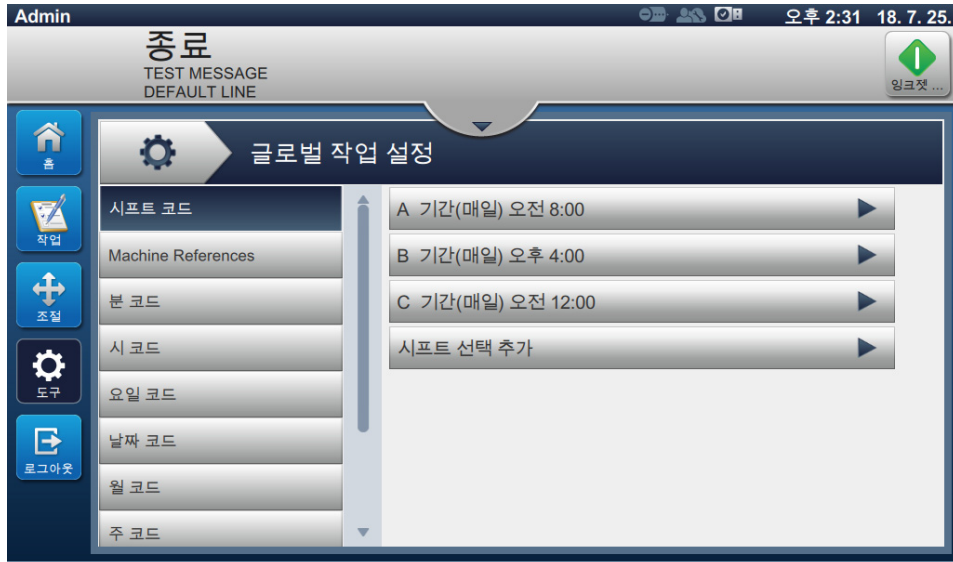 Admin
오후 2:31 18. 7. 25.
종료
TEST MESSAGE
DEFAULT LINE
잉크젯 ...
홈
작업
조절
도구
로그아웃
글로벌 작업 설정
시프트 코드
Machine References
분 코드
시 코드
요일 코드
날짜 코드
월 코드
주 코드
A 기간(매일) 오전 8:00
B 기간(매일) 오후 4:00
C 기간(매일) 오전 12:00
시프트 선택 추가